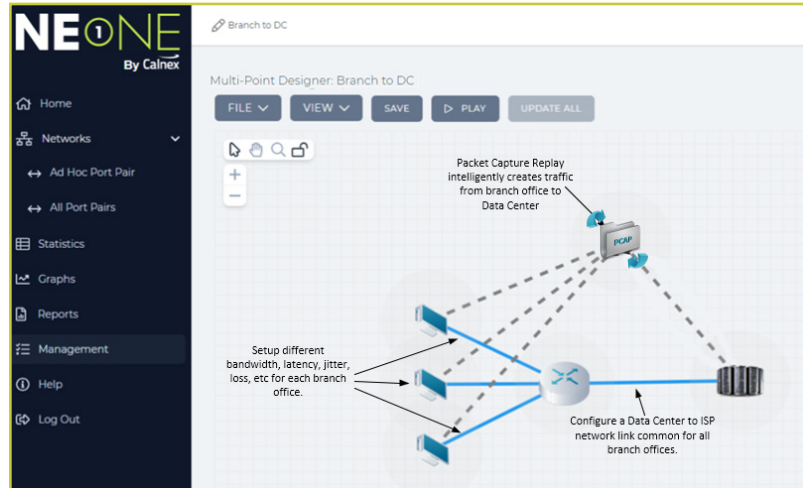 NE1NE
By Calnex
Branch to DC
Multi-Point Designer: Branch to DC
FILE
VIEW
SAVE
PLAY
UPDATE ALL
Home
Networks
Ad Hoc Port Pair
All Port Pairs
Statistics
Graphs
Reports
Management
Help
Log Out
Packet Capture Replay
intelligently creates traffic
from branch office to
Data Center
PCAP
Setup different
bandwidth, latency, jitter,
loss, etc for each branch
office.
Configure a Data Center to ISP
network link common for all
branch offices.